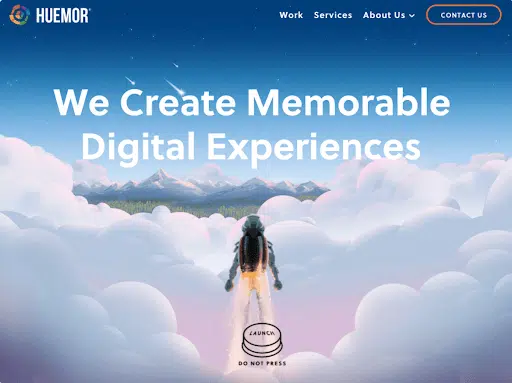 HUEMOR
Work Services About Us CONTACT US
We Create Memorable
Digital Experiences
LAUNCH
DO NOT PRESS